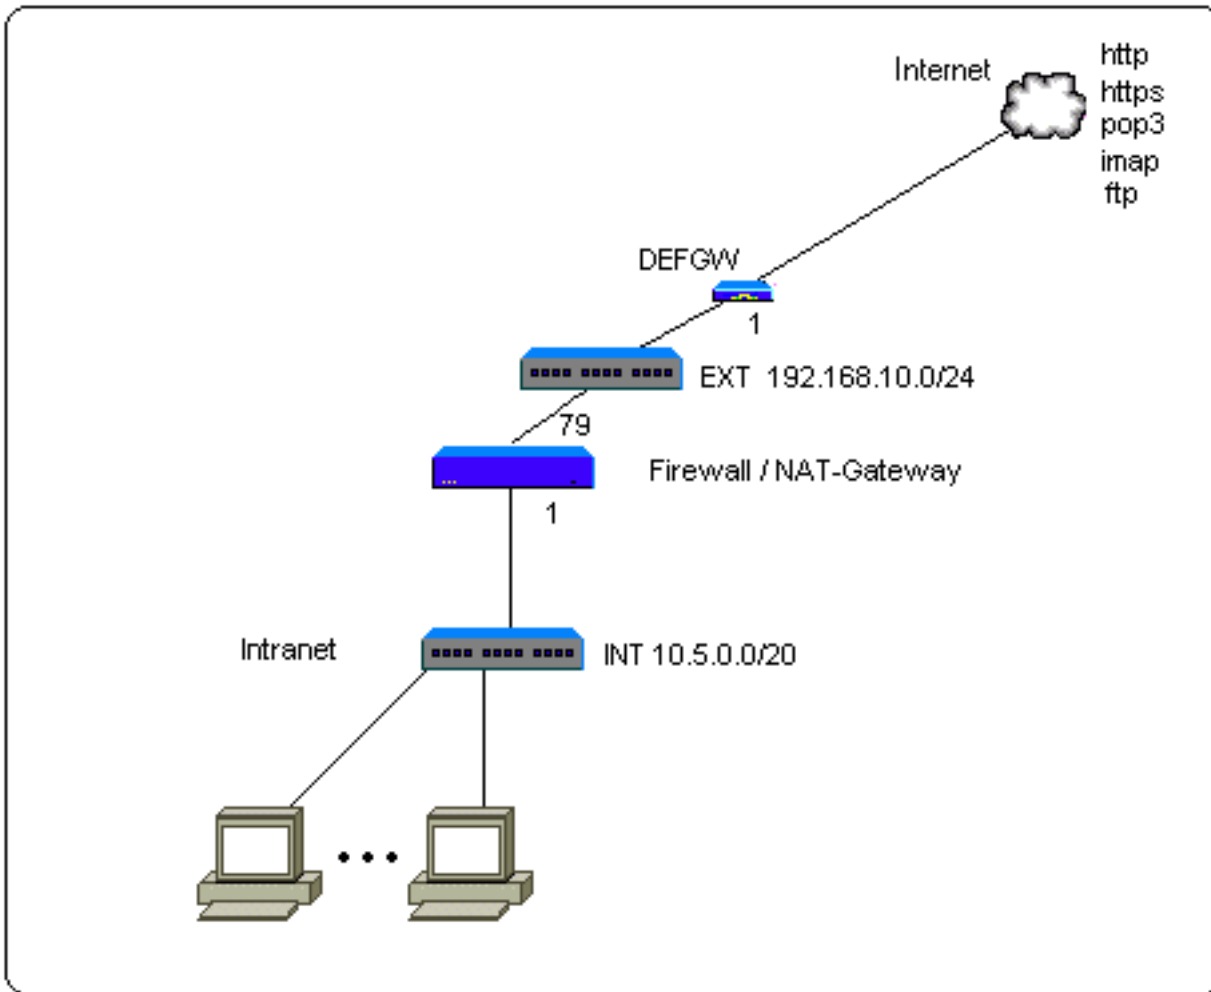 Internet
http
https
pop3
imap
ftp
DEFGW
1
EXT 192.168.10.0/24
79
Firewall / NAT-Gateway
1
Intranet
INT 10.5.0.0/20